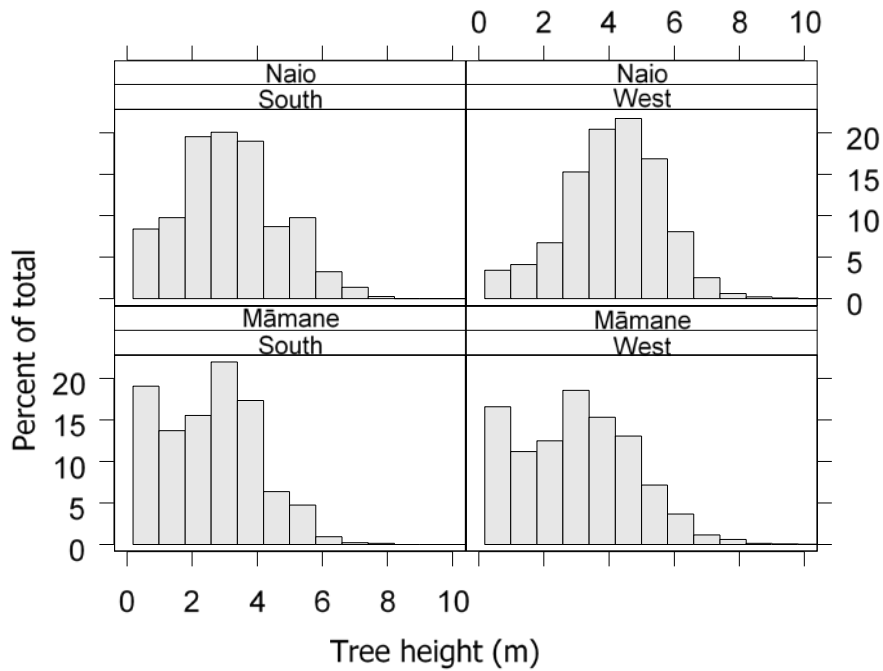 0 2 4 6 8 10
Naio Naio
South West
20
15
10
5
0
Māmane Māmane
South West
20
15
10
5
0
0 2 4 6 8 10
Percent of total
Tree height (m)